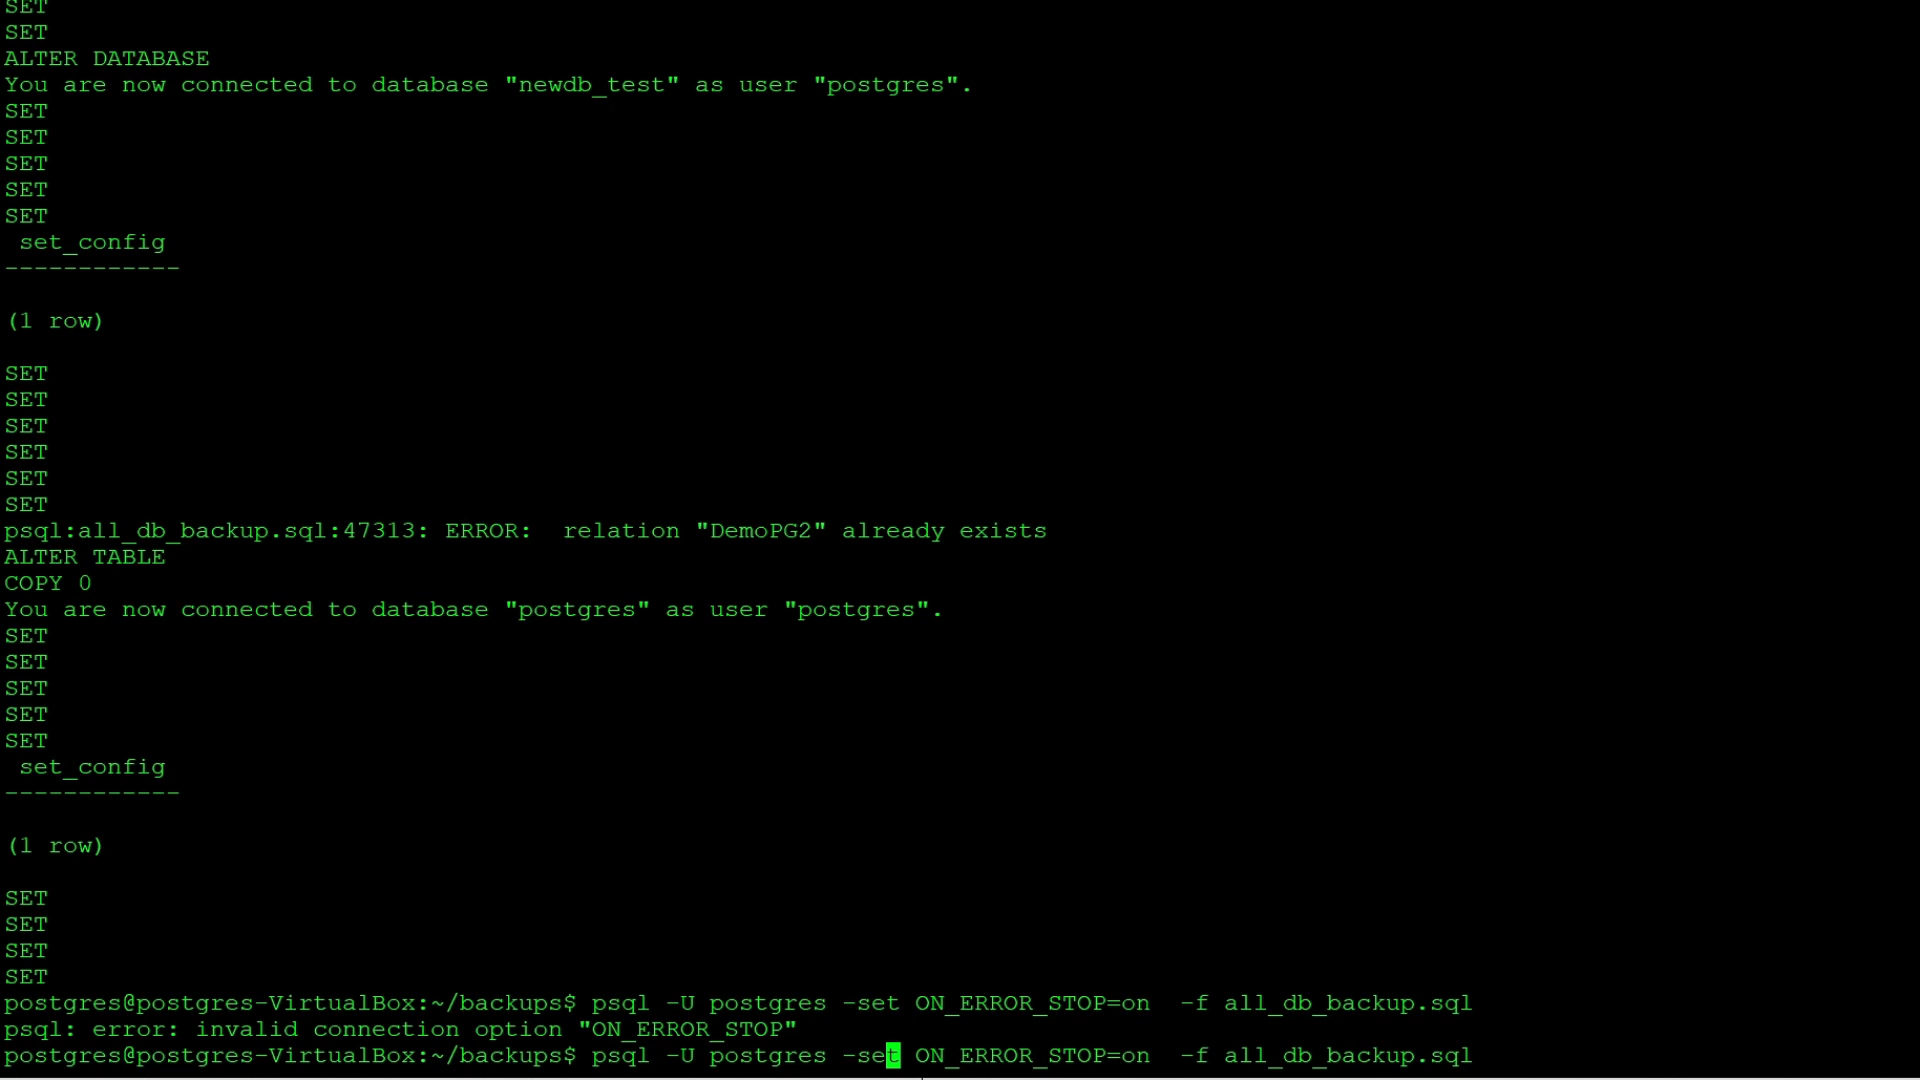 SET
SET
ALTER DATABASE
You are now connected to database "newdb_test" as user "postgres".
SET
SET
SET
SET
SET
 set_config
------------

(1 row)

SET
SET
SET
SET
SET
SET
psql:all_db_backup.sql:47313: ERROR:  relation "DemoPG2" already exists
ALTER TABLE
COPY 0
You are now connected to database "postgres" as user "postgres".
SET
SET
SET
SET
SET
 set_config
------------

(1 row)

SET
SET
SET
SET
postgres@postgres-VirtualBox:~/backups$ psql -U postgres -set ON_ERROR_STOP=on  -f all_db_backup.sql
psql: error: invalid connection option "ON_ERROR_STOP"
postgres@postgres-VirtualBox:~/backups$ psql -U postgres -set ON_ERROR_STOP=on  -f all_db_backup.sql